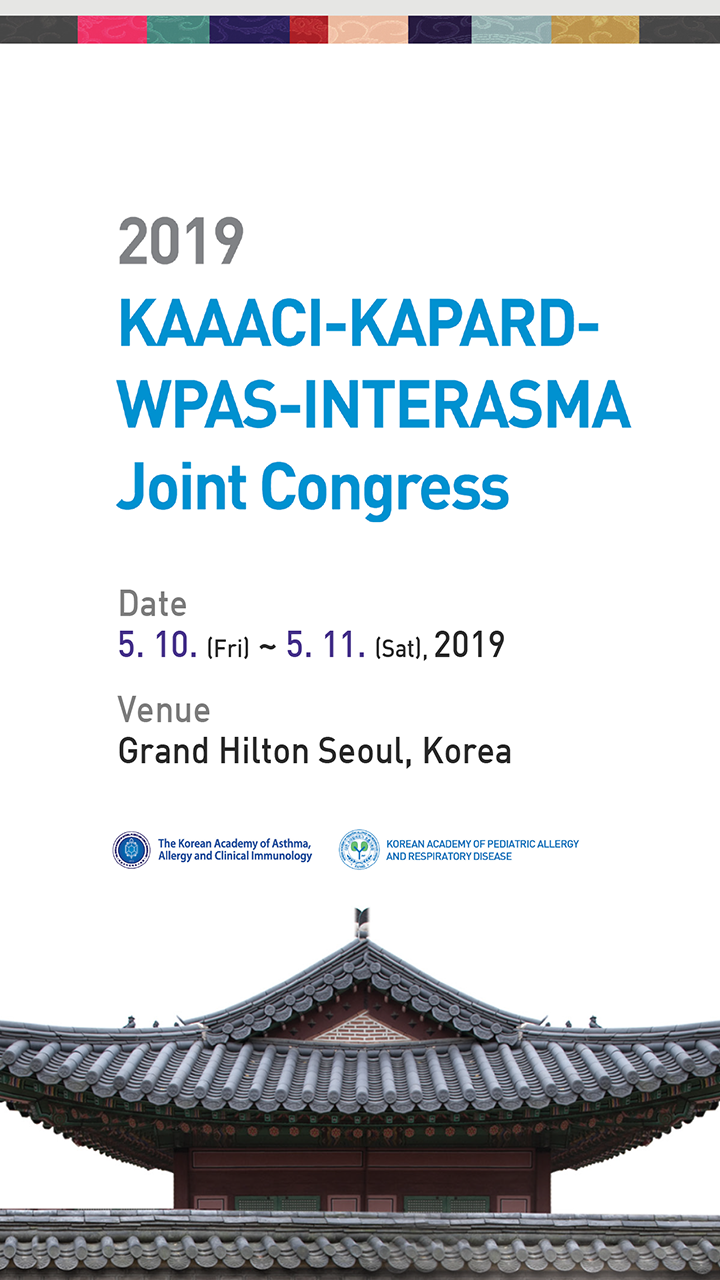 2019
KAAACI-KAPARD-
WPAS-INTERASMA
Joint Congress
Date
5. 10. (Fri) ~ 5. 11. (Sat), 2019
Venue
Grand Hilton Seoul, Korea
The Korean Academy of Asthma,
Allergy and Clinical Immunology
KOREAN ACADEMY OF PEDIATRIC ALLERGY
AND RESPIRATORY DISEASE